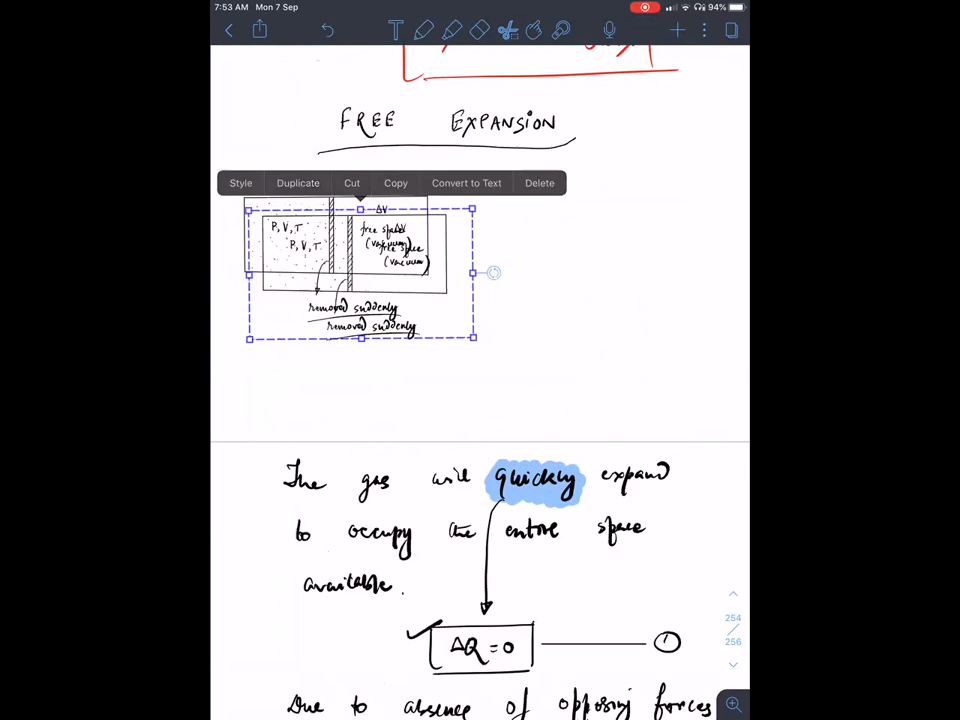 7:53 AM Mon 7 Sep 94%
FREE EXPANSION
Style Duplicate Cut Copy Convert to Text Delete
ΔV
P, V, T
free space ΔV
P, V, T
(vacuum) free space
(vacuum)
removed suddenly
removed suddenly
The gas will quickly expand
to occupy the entire space
available.
254
256
ΔQ = 0 ①
Due to absence of opposing forces